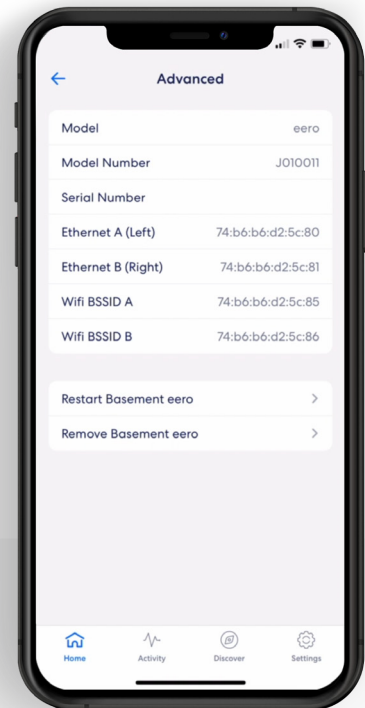 Advanced
Model eero
Model Number J010011
Serial Number
Ethernet A (Left) 74:b6:b6:d2:5c:80
Ethernet B (Right) 74:b6:b6:d2:5c:81
Wifi BSSID A 74:b6:b6:d2:5c:85
Wifi BSSID B 74:b6:b6:d2:5c:86
Restart Basement eero
Remove Basement eero
Home Activity Discover Settings